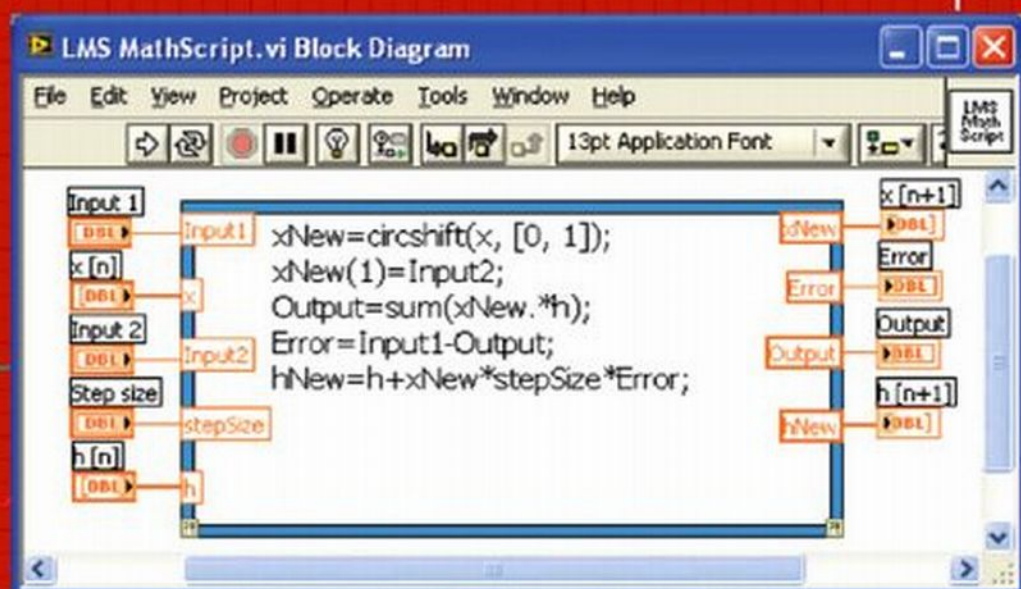 LMS MathScript.vi Block Diagram
File Edit View Project Operate Tools Window Help
LMS
Math
Script
13pt Application Font
Input 1
DBL
x [n]
[DBL]
Input 2
DBL
Step size
DBL
h [n]
[DBL]
Input1
x
Input2
stepSize
h
xNew=circshift(x, [0, 1]);
xNew(1)=Input2;
Output=sum(xNew.*h);
Error=Input1-Output;
hNew=h+xNew*stepSize*Error;
xNew
Error
Output
hNew
x [n+1]
DBL]
Error
DBL
Output
DBL
h [n+1]
DBL]